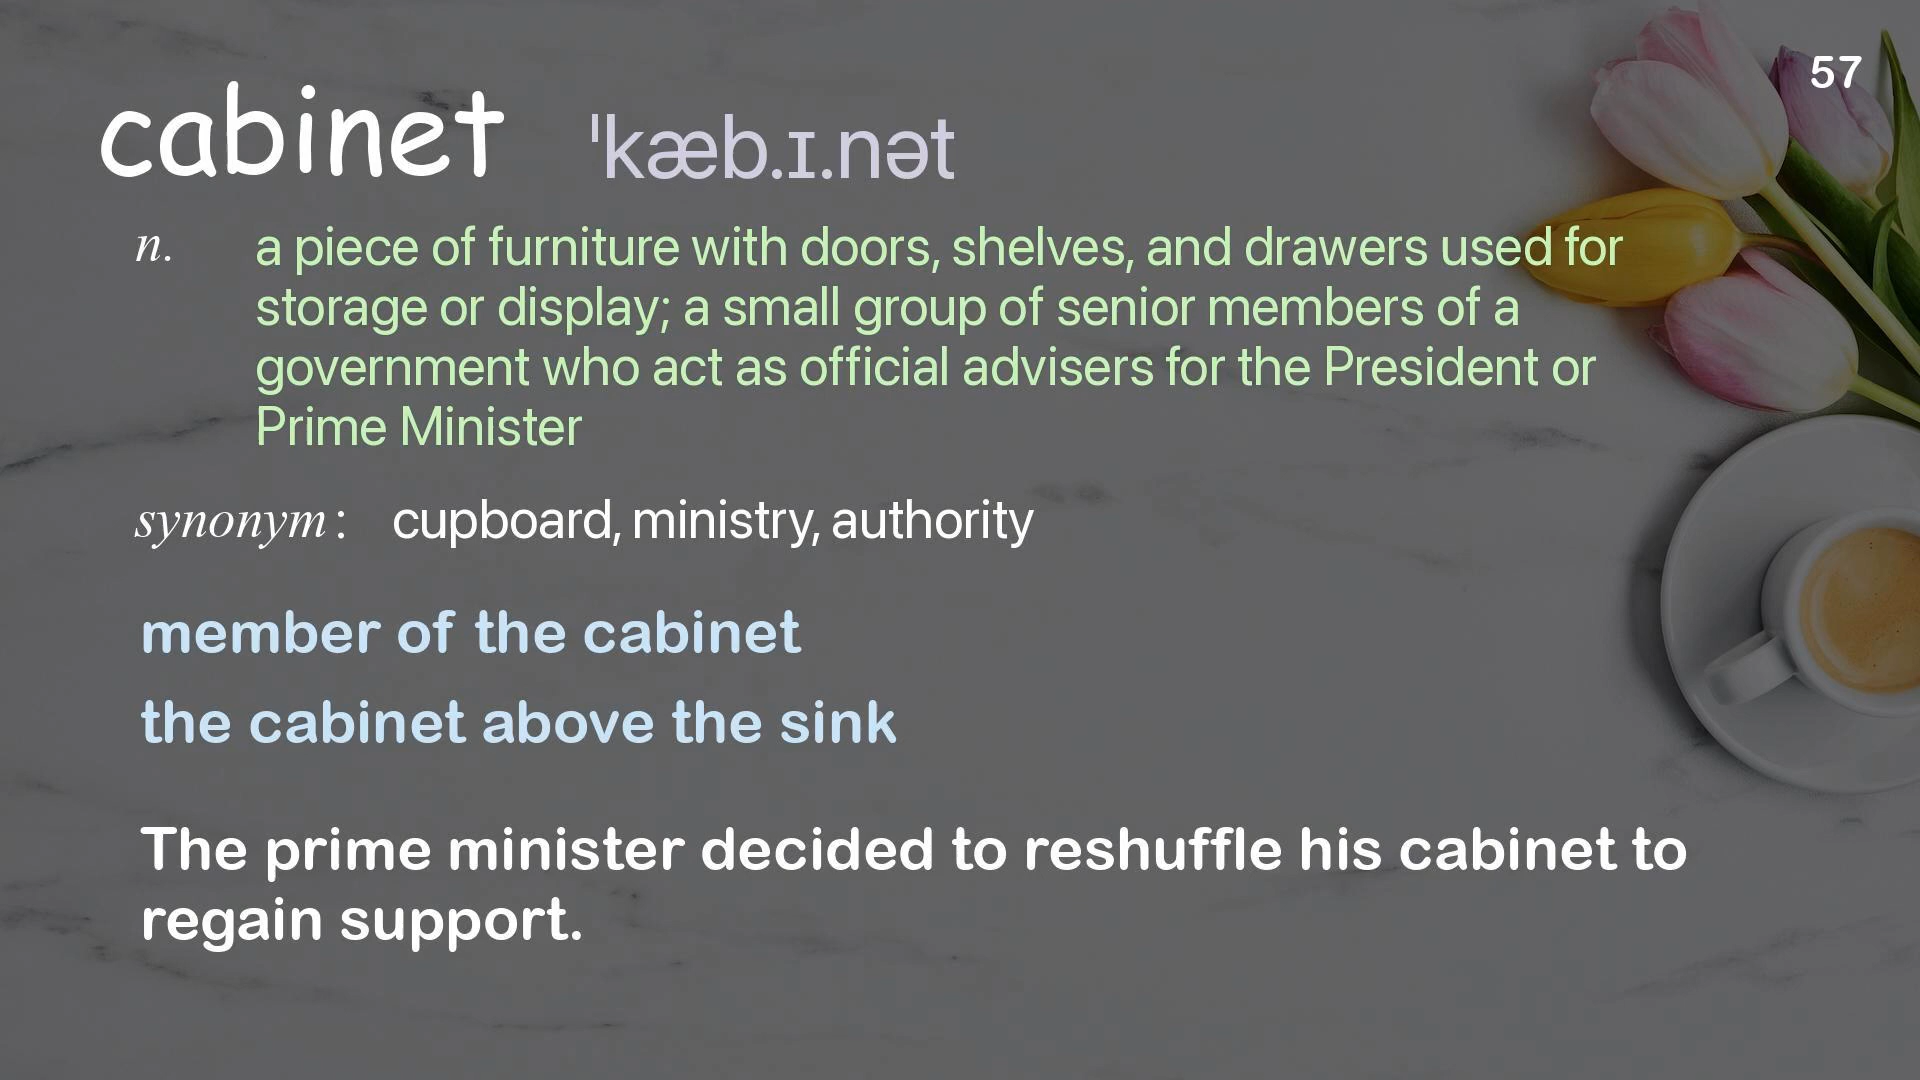 57
cabinet ˈkæb.ɪ.nət
n. a piece of furniture with doors, shelves, and drawers used for
storage or display; a small group of senior members of a
government who act as official advisers for the President or
Prime Minister
synonym: cupboard, ministry, authority
member of the cabinet
the cabinet above the sink
The prime minister decided to reshuffle his cabinet to
regain support.